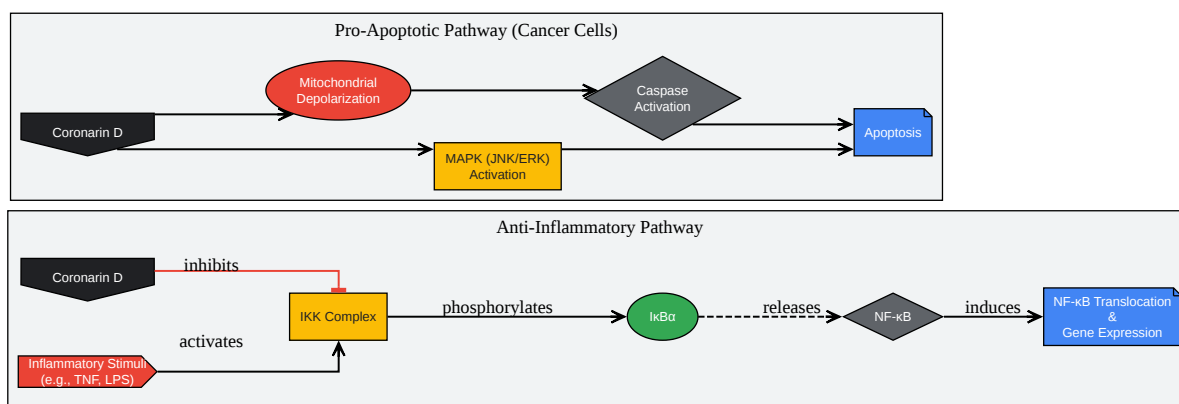 Pro-Apoptotic Pathway (Cancer Cells)
Mitochondrial
Depolarization
Caspase
Activation
Coronarin D
Apoptosis
MAPK (JNK/ERK)
Activation
Anti-Inflammatory Pathway
Coronarin D
inhibits
IKK Complex
phosphorylates
IκBα
releases
NF-κB
induces
NF-κB Translocation
&
Gene Expression
activates
Inflammatory Stimuli
(e.g., TNF, LPS)